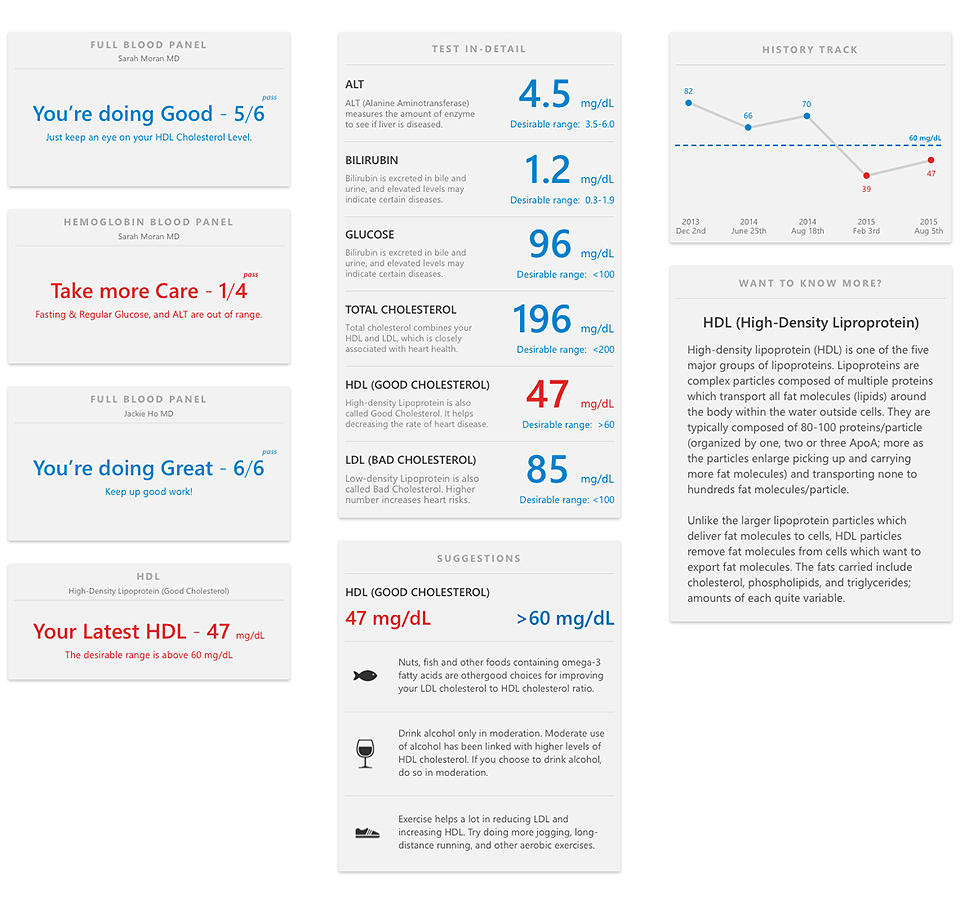 FULL BLOOD PANEL
Sarah Moran MD
pass
You're doing Good - 5/6
Just keep an eye on your HDL Cholesterol Level.
HEMOGLOBIN BLOOD PANEL
Sarah Moran MD
pass
Take more Care - 1/4
Fasting & Regular Glucose, and ALT are out of range.
FULL BLOOD PANEL
Jackie Ho MD
pass
You're doing Great - 6/6
Keep up good work!
HDL
High-Density Lipoprotein (Good Cholesterol)
Your Latest HDL - 47 mg/dL
The desirable range is above 60 mg/dL
TEST IN-DETAIL
ALT
ALT (Alanine Aminotransferase)
measures the amount of enzyme
to see if liver is diseased.
4.5 mg/dL
Desirable range: 3.5-6.0
BILIRUBIN
Bilirubin is excreted in bile and
urine, and elevated levels may
indicate certain diseases.
1.2 mg/dL
Desirable range: 0.3-1.9
GLUCOSE
Bilirubin is excreted in bile and
urine, and elevated levels may
indicate certain diseases.
96 mg/dL
Desirable range: <100
TOTAL CHOLESTEROL
Total cholesterol combines your
HDL and LDL, which is closely
associated with heart health.
196 mg/dL
Desirable range: <200
HDL (GOOD CHOLESTEROL)
High-density Lipoprotein is also
called Good Cholesterol. It helps
decreasing the rate of heart disease.
47 mg/dL
Desirable range: >60
LDL (BAD CHOLESTEROL)
Low-density Lipoprotein is also
called Bad Cholesterol. Higher
number increases heart risks.
85 mg/dL
Desirable range: <100
SUGGESTIONS
HDL (GOOD CHOLESTEROL)
47 mg/dL >60 mg/dL
Nuts, fish and other foods containing omega-3
fatty acids are othergood choices for improving
your LDL cholesterol to HDL cholesterol ratio.
Drink alcohol only in moderation. Moderate use
of alcohol has been linked with higher levels of
HDL cholesterol. If you choose to drink alcohol,
do so in moderation.
Exercise helps a lot in reducing LDL and
increasing HDL. Try doing more jogging, long-
distance running, and other aerobic exercises.
HISTORY TRACK
82
66
70
60 mg/dL
39
47
2013 2014 2014 2015 2015
Dec 2nd June 25th Aug 18th Feb 3rd Aug 5th
WANT TO KNOW MORE?
HDL (High-Density Liproprotein)
High-density lipoprotein (HDL) is one of the five
major groups of lipoproteins. Lipoproteins are
complex particles composed of multiple proteins
which transport all fat molecules (lipids) around
the body within the water outside cells. They are
typically composed of 80-100 proteins/particle
(organized by one, two or three ApoA; more as
the particles enlarge picking up and carrying
more fat molecules) and transporting none to
hundreds fat molecules/particle.
Unlike the larger lipoprotein particles which
deliver fat molecules to cells, HDL particles
remove fat molecules from cells which want to
export fat molecules. The fats carried include
cholesterol, phospholipids, and triglycerides;
amounts of each quite variable.